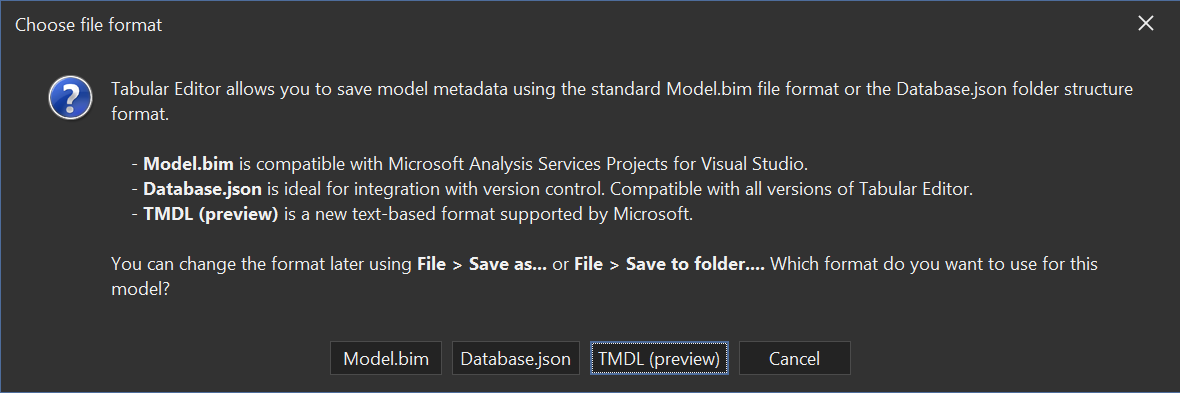 Choose file format
Tabular Editor allows you to save model metadata using the standard Model.bim file format or the Database.json folder structure
format.
- Model.bim is compatible with Microsoft Analysis Services Projects for Visual Studio.
- Database.json is ideal for integration with version control. Compatible with all versions of Tabular Editor.
- TMDL (preview) is a new text-based format supported by Microsoft.
You can change the format later using File > Save as... or File > Save to folder.... Which format do you want to use for this
model?
Model.bim Database.json TMDL (preview) Cancel